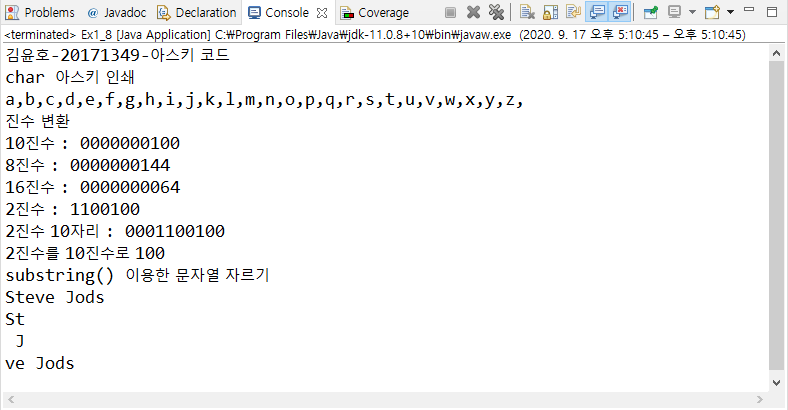 Problems @ Javadoc Declaration Console Coverage
<terminated> Ex1_8 [Java Application] C:₩Program Files₩Java₩jdk-11.0.8+10₩bin₩javaw.exe (2020. 9. 17 오후 5:10:45 – 오후 5:10:45)
김윤호-20171349-아스키 코드
char 아스키 인쇄
a,b,c,d,e,f,g,h,i,j,k,l,m,n,o,p,q,r,s,t,u,v,w,x,y,z,
진수 변환
10진수 : 0000000100
8진수 : 0000000144
16진수 : 0000000064
2진수 : 1100100
2진수 10자리 : 0001100100
2진수를 10진수로 100
substring() 이용한 문자열 자르기
Steve Jods
St
 J
ve Jods